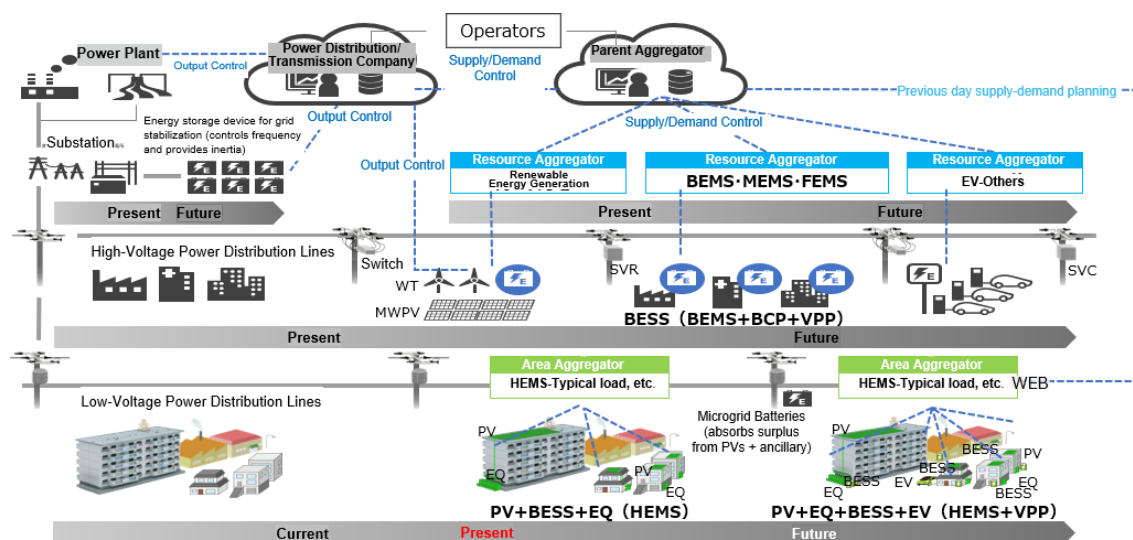 Operators
Power Plant
Output Control
Power Distribution/
Transmission Company
Supply/Demand
Control
Parent Aggregator
Previous day supply-demand planning
Energy storage device for grid
stabilization (controls frequency
and provides inertia)
Output Control
Supply/Demand Control
Substation
Output Control
Resource Aggregator
Renewable
Energy Generation
Resource Aggregator
BEMS･MEMS･FEMS
Resource Aggregator
EV-Others
E E E
E E E
Present Future
Present Future
High-Voltage Power Distribution Lines
Switch
WT
MWPV
E
SVR
E E E
BESS（BEMS+BCP+VPP）
E
SVC
Present Future
Area Aggregator
HEMS-Typical load, etc.
Area Aggregator
HEMS-Typical load, etc.
WEB
Low-Voltage Power Distribution Lines
E
Microgrid Batteries
(absorbs surplus
from PVs + ancillary)
PV
EQ
PV
EQ
PV+BESS+EQ（HEMS）
PV
BESS
PV
BESS
EQ
BESS
EV
EQ
BESS
PV+EQ+BESS+EV（HEMS+VPP）
Current Present Future